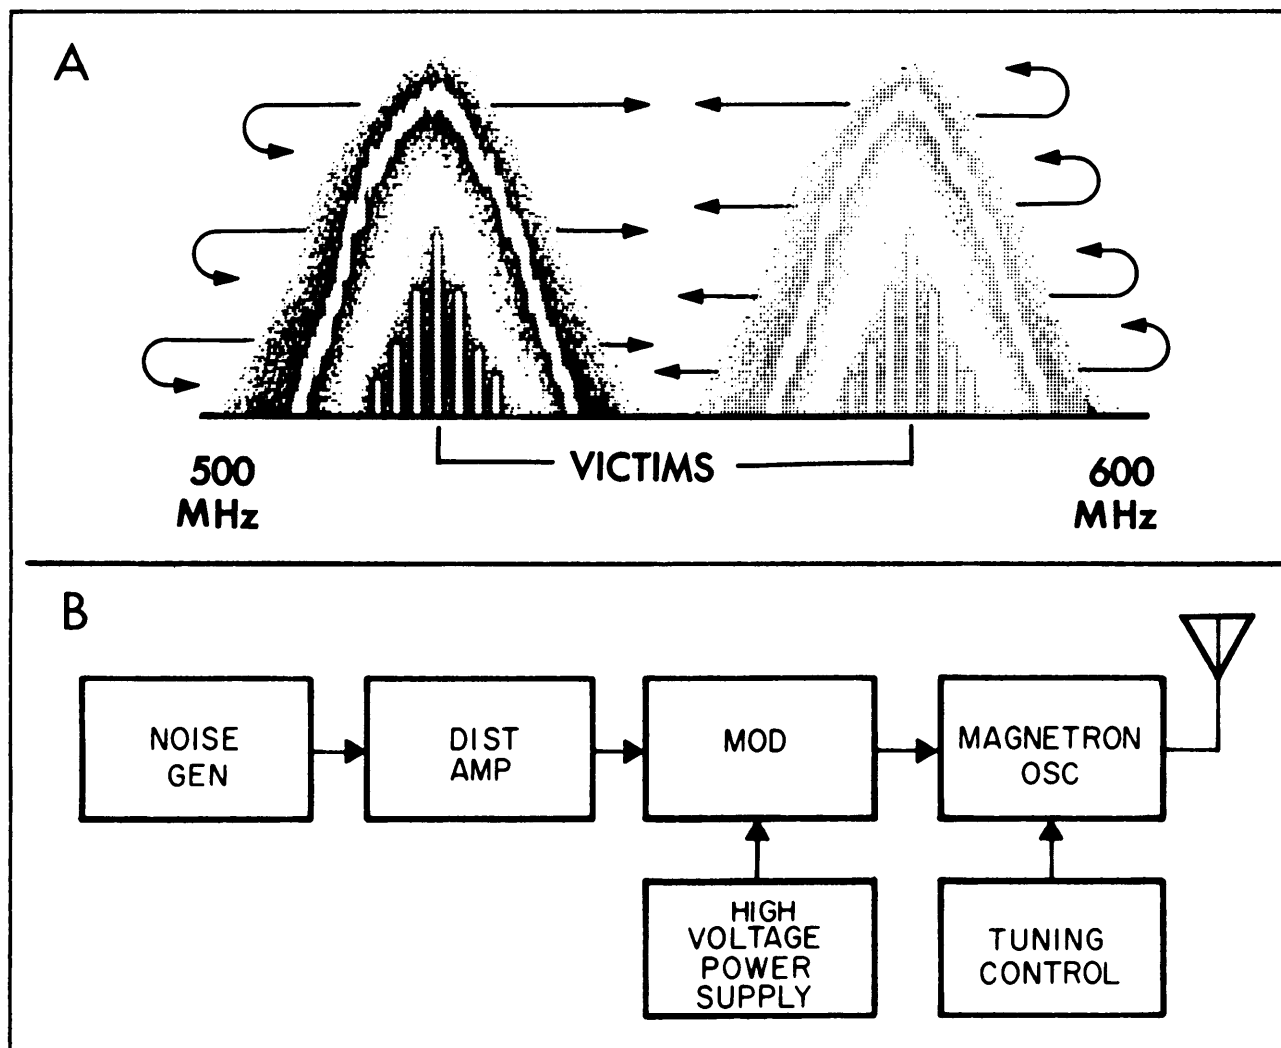 A
VICTIMS
500
MHz
600
MHz
B
NOISE
GEN
DIST
AMP
MOD
MAGNETRON
OSC
HIGH
VOLTAGE
POWER
SUPPLY
TUNING
CONTROL